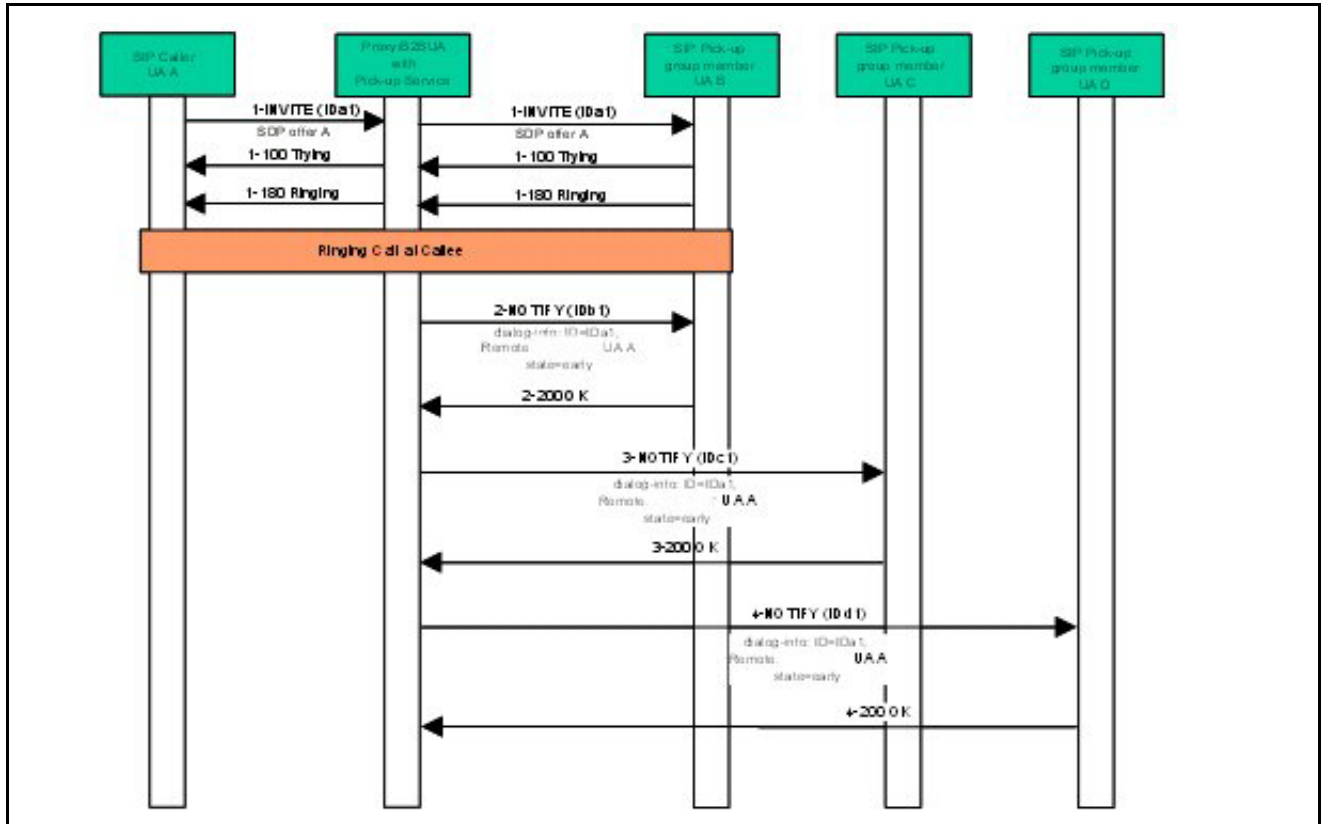 SIP Caller
UA A
Proxy/B2BUA
with
Pick-up Service
SIP Pick-up
group member
UA B
SIP Pick-up
group member
UA C
SIP Pick-up
group member
UA D
1-INVITE (IDa1)
SDP offer A
1-INVITE (IDa1)
SDP offer A
1- 100 Trying
1- 100 Trying
1- 180 Ringing
1-180 Ringing
Ringing Call at Callee
2-NOTIFY (IDb1)
dialog-info: ID=IDa1,
Remote. UA A
state=early
2-200 OK
3-NOTIFY (IDc1)
dialog-info: ID=IDa1,
Remote. UA A
state=early
3-200 OK
4-NOTIFY (IDd1)
dialog-info: ID=IDa1,
Remote. UA A
state=early
4-200 OK